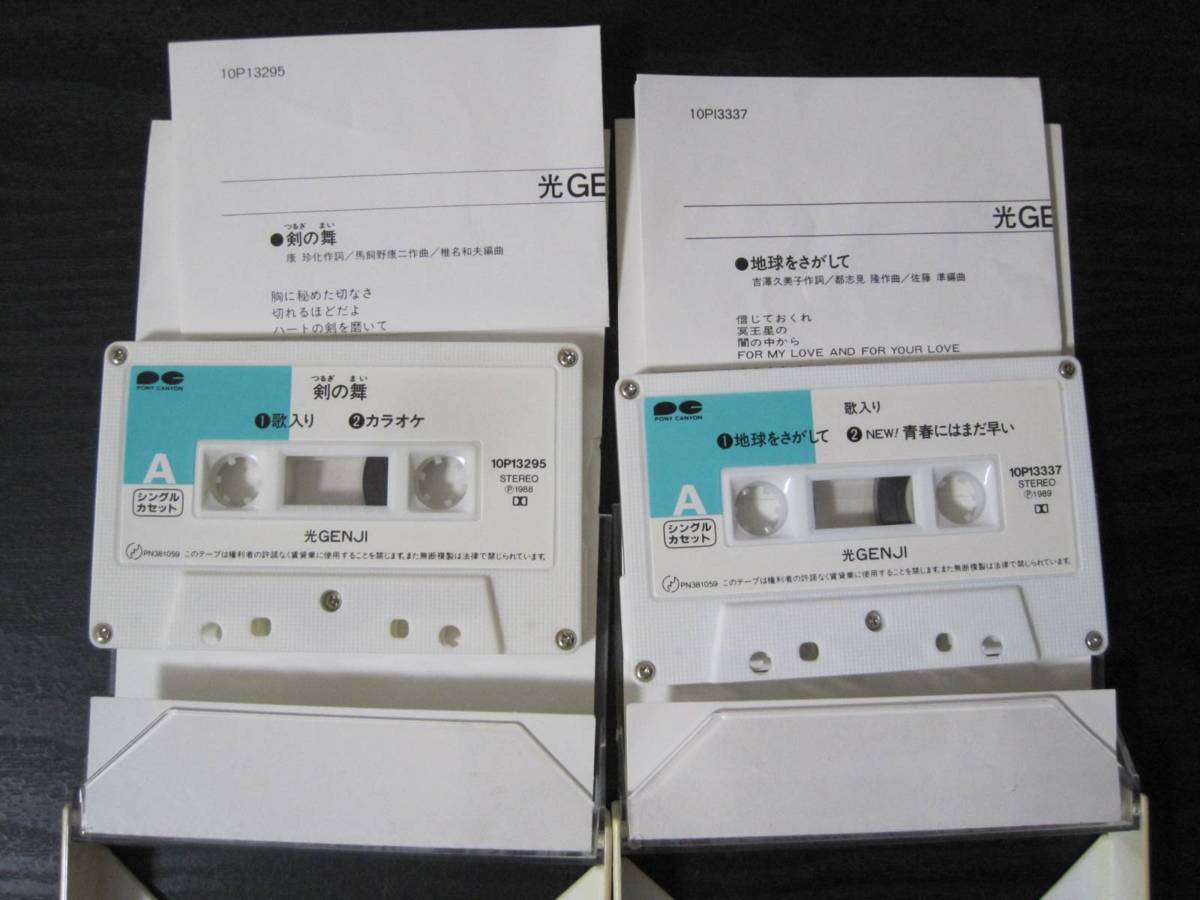 10P13295
光GE
つるぎ まい
●剣の舞
康 珍化作詞／馬飼野康二作曲／椎名和夫編曲
胸に秘めた切なさ
切れるほどだよ
ハートの剣を磨いて
PONY CANYON
つるぎ まい
剣の舞
❶歌入り ❷カラオケ
A
シングル
カセット
10P13295
STEREO
Ⓟ1988
光GENJI
PN381059 このテープは権利者の許諾なく賃貸業に使用することを禁じます。また無断複製は法律で禁じられています。
10P13337
光GE
●地球をさがして
吉澤久美子作詞／都志見 隆作曲／佐藤 準編曲
信じておくれ
冥王星の
闇の中から
FOR MY LOVE AND FOR YOUR LOVE
PONY CANYON
歌入り
❶地球をさがして ❷NEW! 青春にはまだ早い
A
シングル
カセット
10P13337
STEREO
Ⓟ1989
光GENJI
PN381059 このテープは権利者の許諾なく賃貸業に使用することを禁じます。また無断複製は法律で禁じられています。